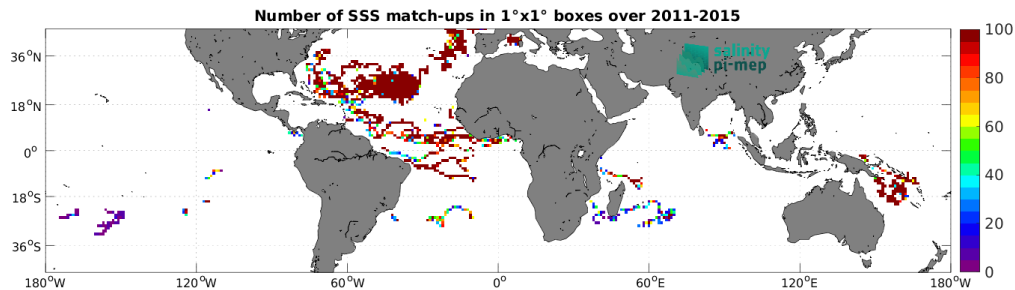 Number of SSS match-ups in 1°x1° boxes over 2011-2015
100
80
60
40
20
0
36°N
18°N
0°
18°S
36°S
salinity
pi-mep
180°W
120°W
60°W
0°
60°E
120°E
180°W